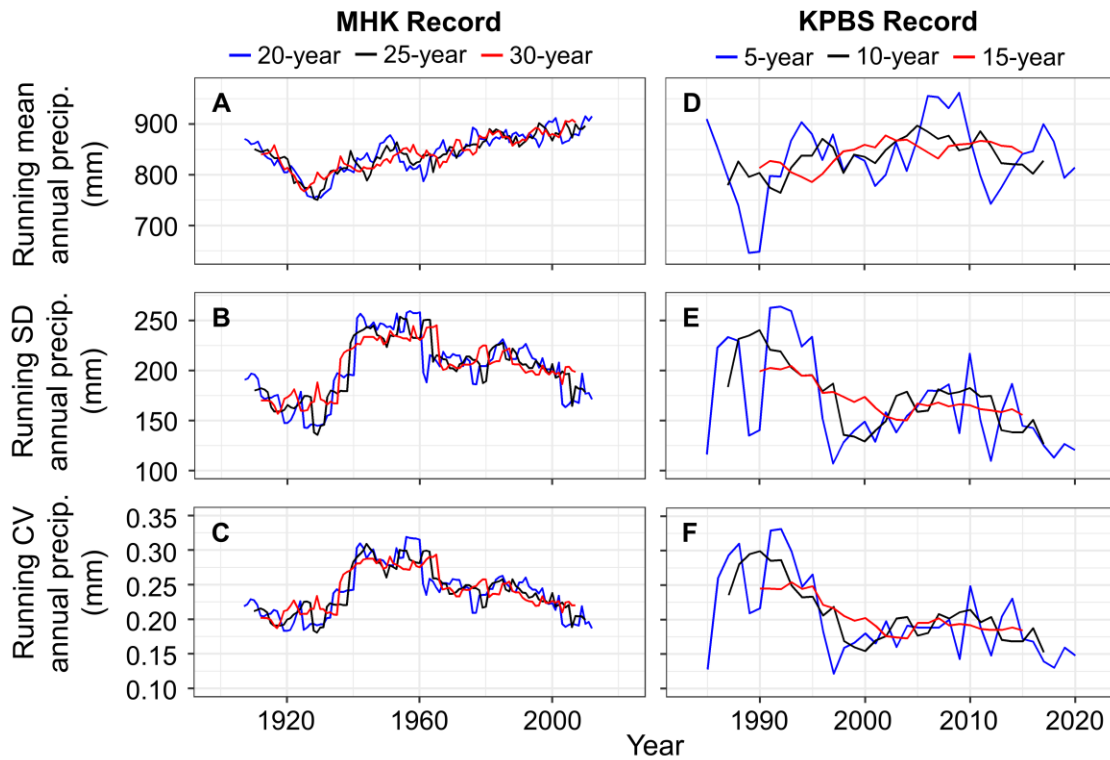 MHK Record
KPBS Record
20-year 25-year 30-year
5-year 10-year 15-year
Running mean
annual precip.
(mm)
A
D
900
800
700
Running SD
annual precip.
(mm)
B
E
250
200
150
100
Running CV
annual precip.
(mm)
C
F
0.35
0.30
0.25
0.20
0.15
0.10
1920 1960 2000
1990 2000 2010 2020
Year